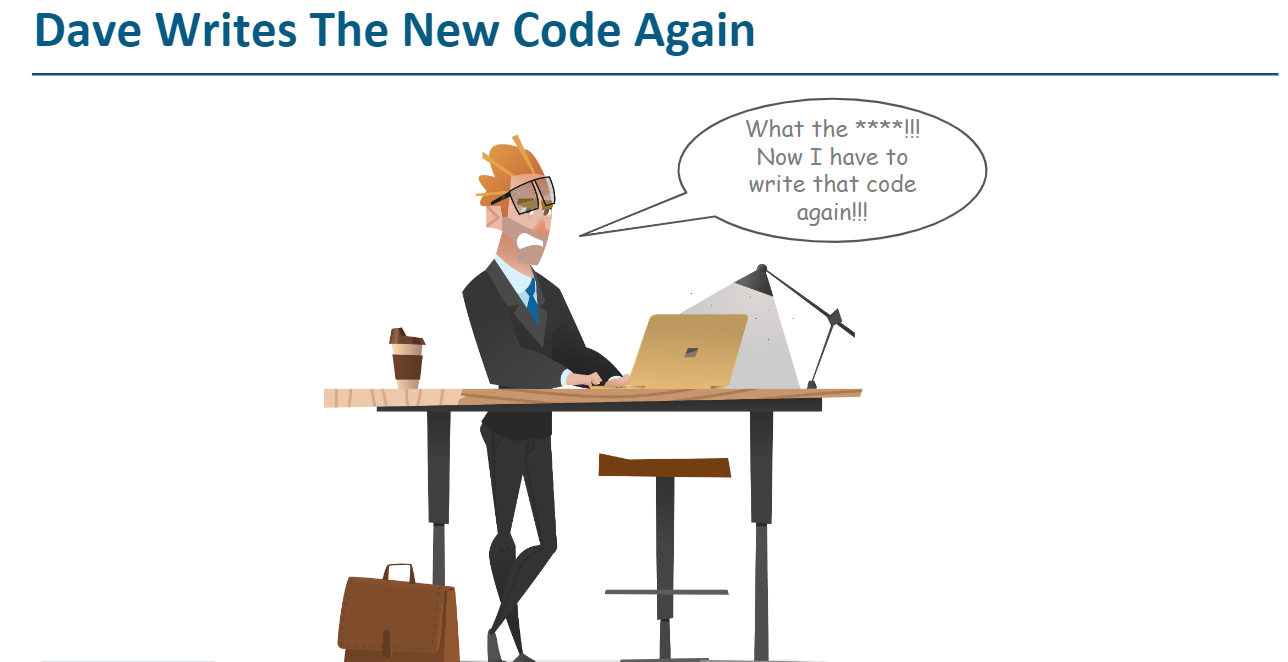 Dave Writes The New Code Again
What the ****!!!
Now I have to
write that code
again!!!